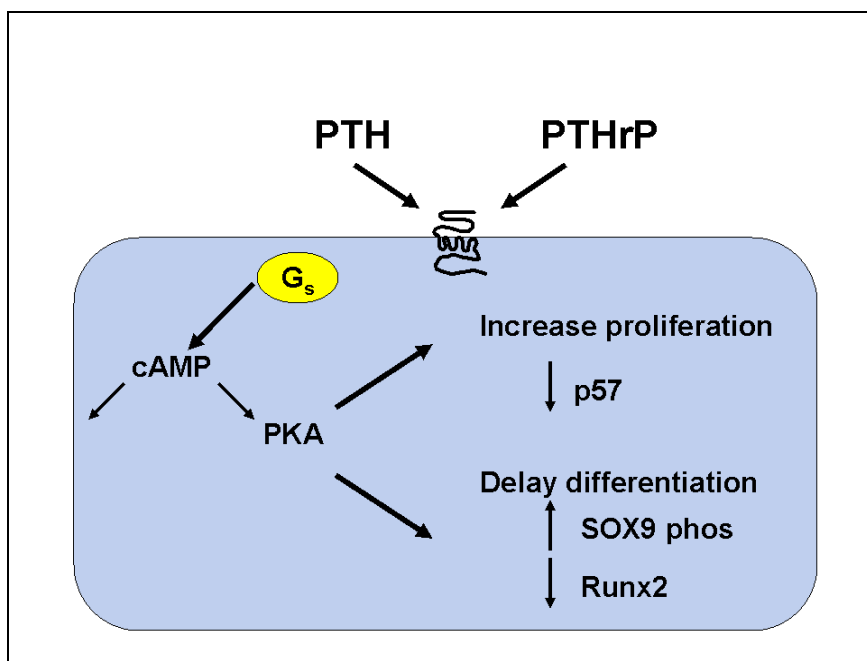 PTH PTHrP
Gs
Increase proliferation
cAMP
p57
PKA
Delay differentiation
SOX9 phos
Runx2